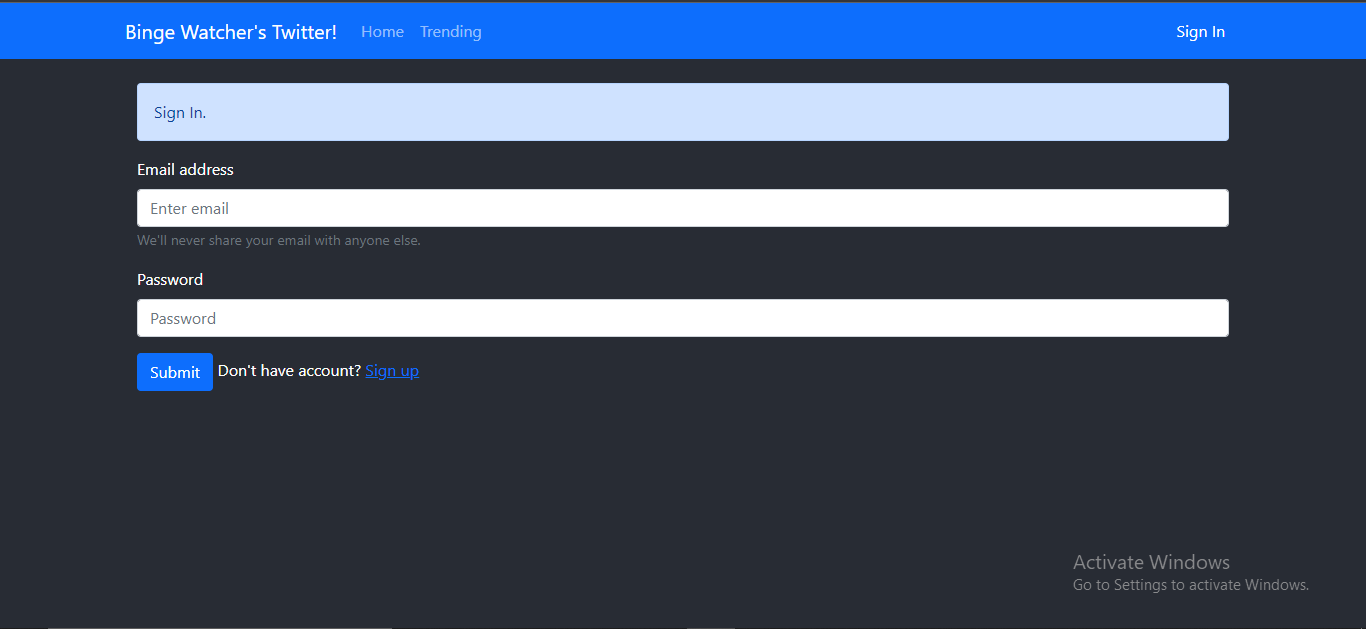 Binge Watcher's Twitter! Home Trending Sign In
Sign In.
Email address
Enter email
We'll never share your email with anyone else.
Password
Password
Submit Don't have account? Sign up
Activate Windows
Go to Settings to activate Windows.